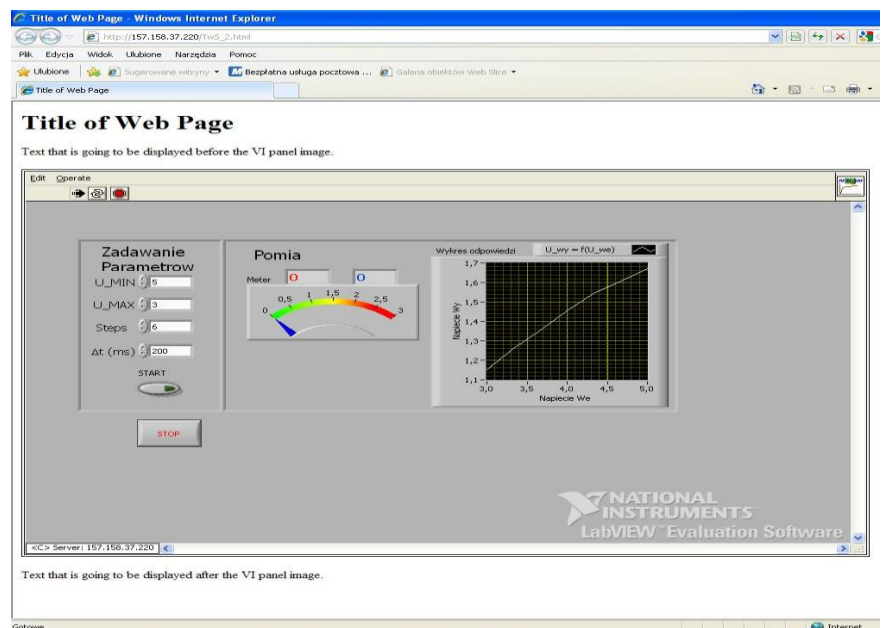 Title of Web Page - Windows Internet Explorer
http://157.158.37.220/TwS_2.html
Plik Edycja Widok Ulubione Narzędzia Pomoc
Ulubione Sugerowane witryny Bezpłatna usługa pocztowa ... Galeria obiektów Web Slice
Title of Web Page
Title of Web Page
Text that is going to be displayed before the VI panel image.
Edit Operate
Zadawanie
Parametrow
U_MIN 5
U_MAX 3
Steps 6
Δt (ms) 200
START
STOP
Pomia
Meter 0 0
0 0,5 1 1,5 2 2,5 3
Wykres odpowiedzi U_wy = f(U_we)
Napiecie Wy
1,7
1,5
1,4
1,3
1,2
1,1
3,0 3,5 4,0 4,5 5,0
Napiecie We
NATIONAL
INSTRUMENTS
LabVIEW Evaluation Software
<C> Server: 157.158.37.220
Text that is going to be displayed after the VI panel image.
Gotowe Internet